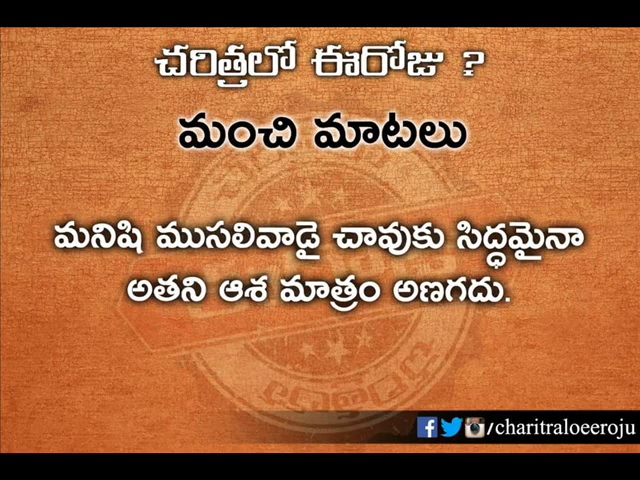 చరిత్రలో ఈరోజు ?
మంచి మాటలు
మనిషి ముసలివాడై చావుకు సిద్ధమైనా
అతని ఆశ మాత్రం అణగదు.
/charitraloeeroju